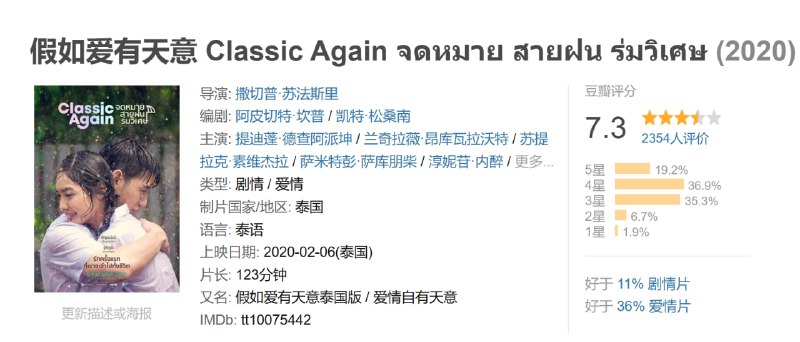 假如爱有天意 Classic Again จดหมาย สายฝน ร่มวิเศษ (2020)
Classic Again จดหมาย สายฝน ร่มวิเศษ
รักครั้งแรก
更新描述或海报
导演: 撒切普·苏法斯里
编剧: 阿皮切特·坎普 / 凯特·松桑南
主演: 提迪蓬·德查阿派坤 / 兰奇拉薇·昂库瓦拉沃特 / 苏提
拉克·素维杰拉 / 萨米特彭·萨库朋柴 / 淳妮苷·内醉 / 更多...
类型: 剧情 / 爱情
制片国家/地区: 泰国
语言: 泰语
上映日期: 2020-02-06(泰国)
片长: 123分钟
又名: 假如爱有天意泰国版 / 爱情自有天意
IMDb: tt10075442
豆瓣评分
7.3
2354人评价
5星 19.2%
4星 36.9%
3星 35.3%
2星 6.7%
1星 1.9%
好于 11% 剧情片
好于 36% 爱情片